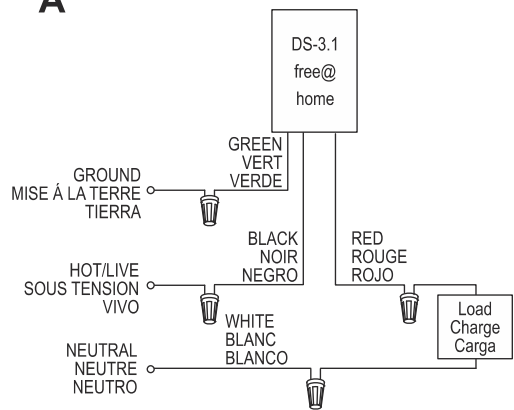 A
DS-3.1
free@
home
GREEN
VERT
VERDE
GROUND
MISE Á LA TERRE
TIERRA
BLACK
NOIR
NEGRO
RED
ROUGE
ROJO
HOT/LIVE
SOUS TENSION
VIVO
Load
Charge
Carga
WHITE
BLANC
BLANCO
NEUTRAL
NEUTRE
NEUTRO